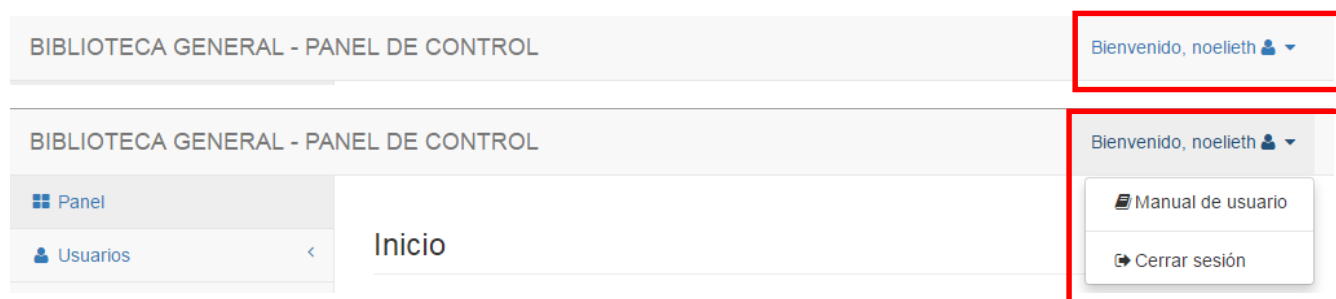 BIBLIOTECA GENERAL - PANEL DE CONTROL Bienvenido, noelieth
BIBLIOTECA GENERAL - PANEL DE CONTROL Bienvenido, noelieth
Panel Manual de usuario
Usuarios Inicio Cerrar sesión